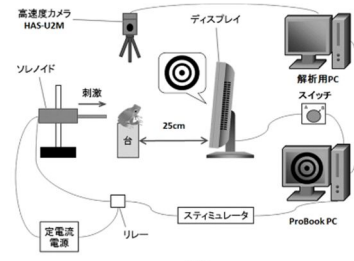 高速度カメラ
HAS-U2M
ディスプレイ
ソレノイド
刺激
解析用PC
スイッチ
台
25cm
スティミュレータ
ProBook PC
定電流
電源
リレー